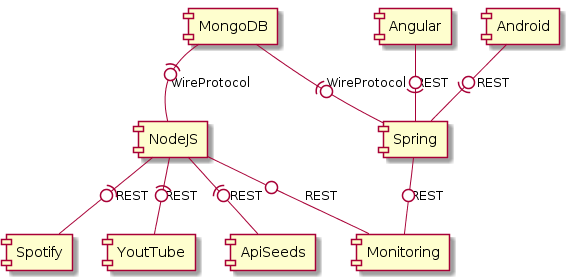 MongoDB
Angular
Android
WireProtocol
WireProtocol
REST
REST
NodeJS
Spring
REST
REST
REST
REST
REST
Spotify
YoutTube
ApiSeeds
Monitoring